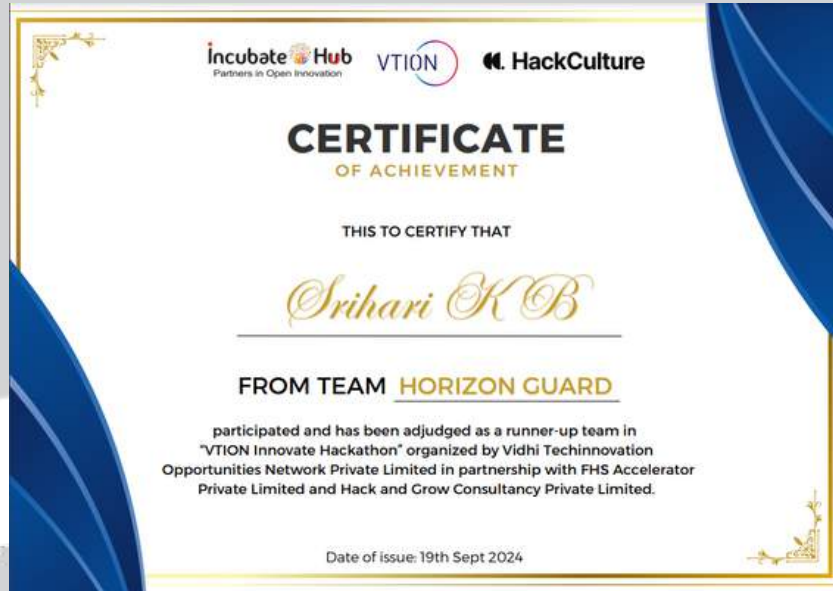 incubate Hub
Partners in Open Innovation
VTION
HackCulture
CERTIFICATE
OF ACHIEVEMENT
THIS TO CERTIFY THAT
Srihari K B
FROM TEAM HORIZON GUARD
participated and has been adjudged as a runner-up team in
"VTION Innovate Hackathon" organized by Vidhi Techinnovation
Opportunities Network Private Limited in partnership with FHS Accelerator
Private Limited and Hack and Grow Consultancy Private Limited.
Date of issue: 19th Sept 2024